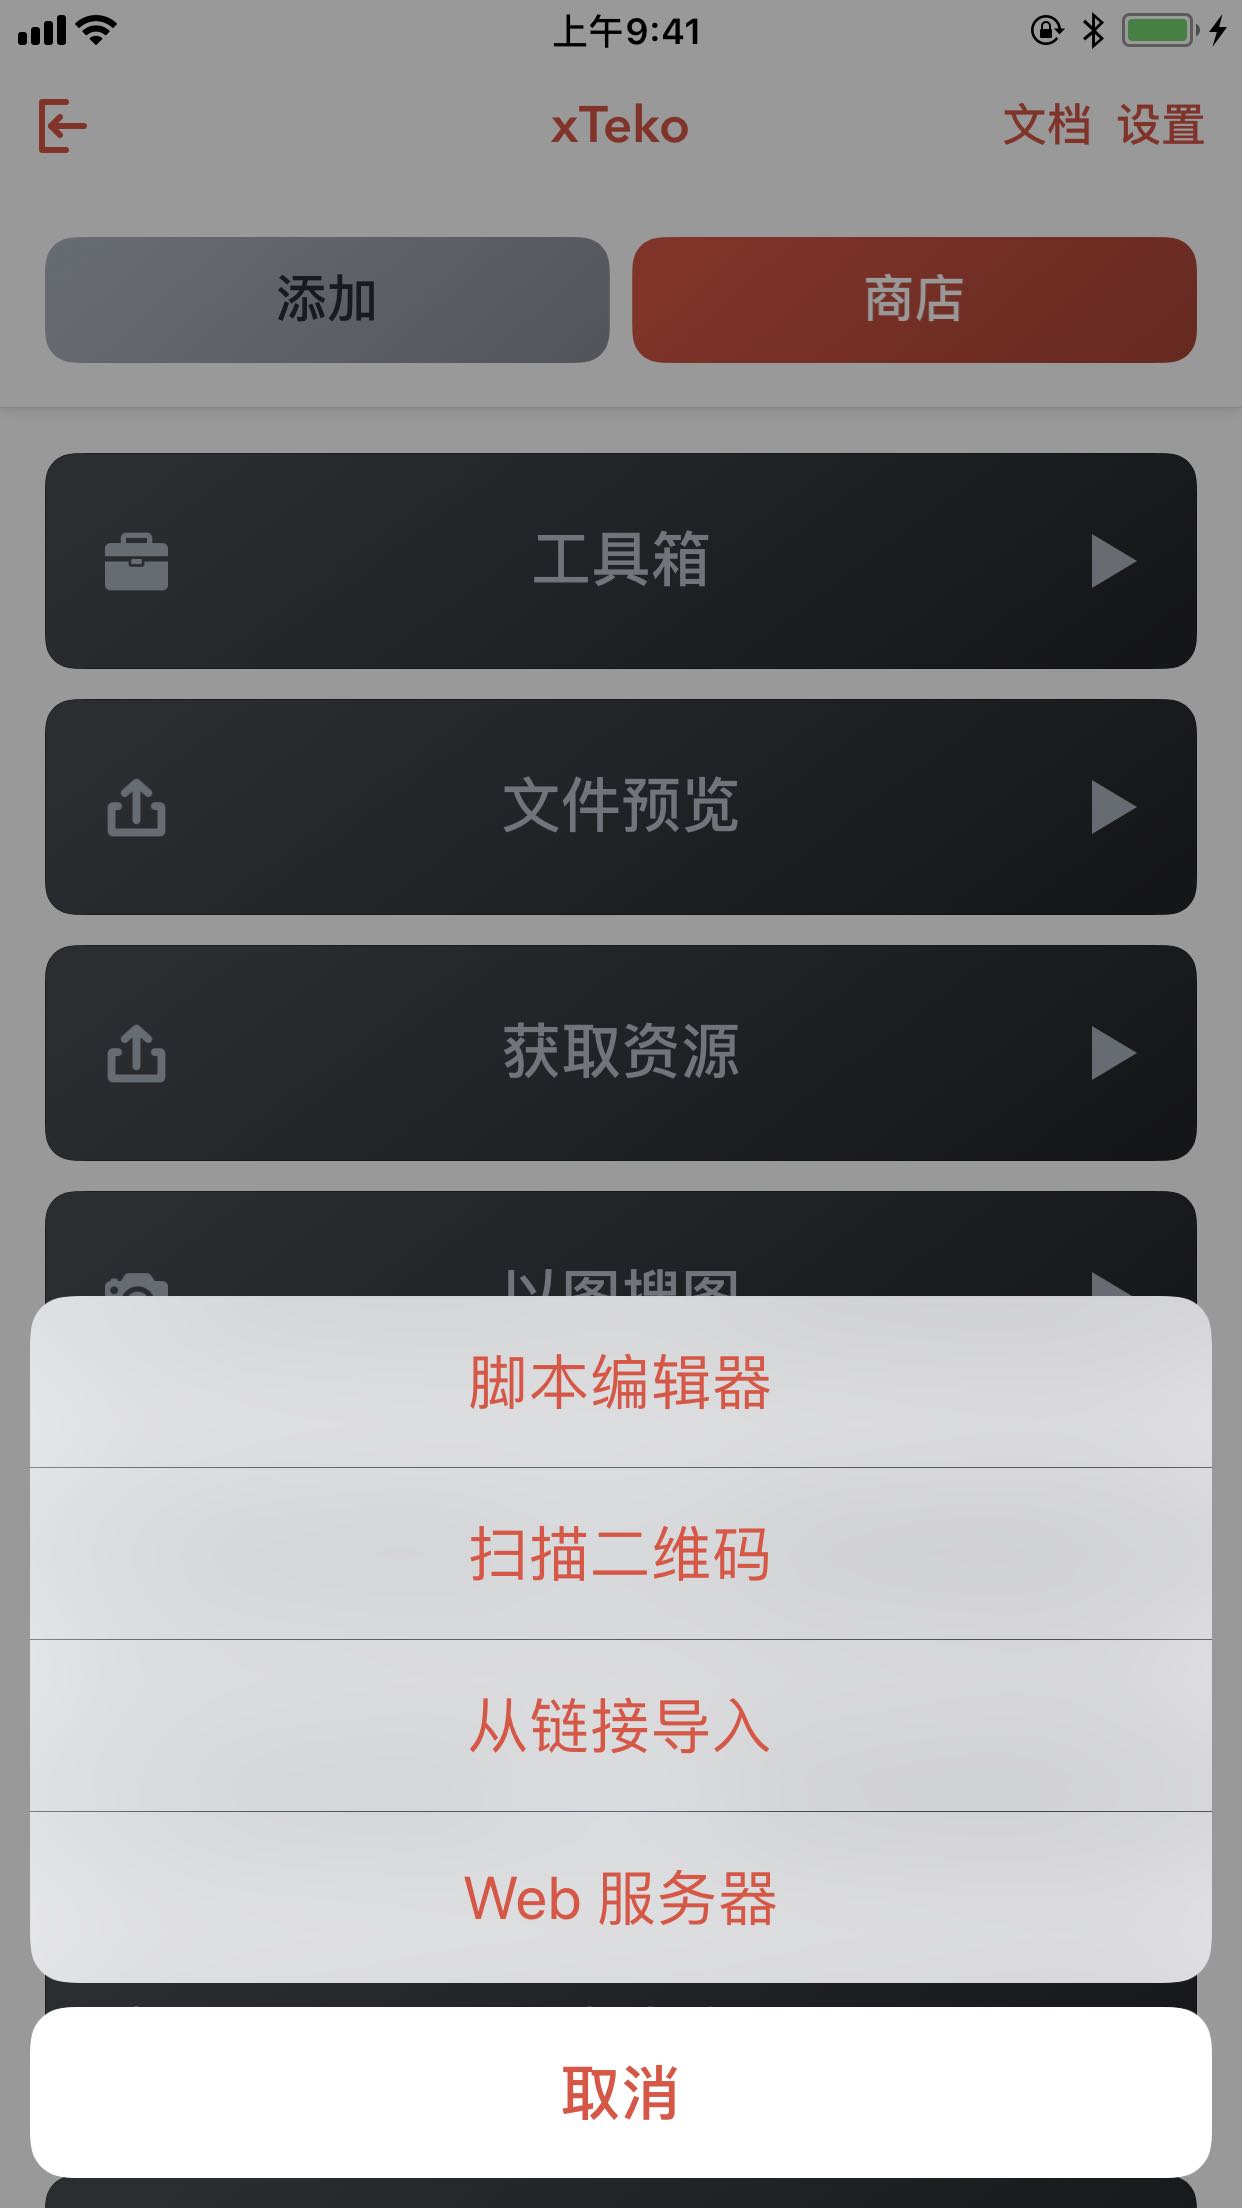 上午9:41
xTeko
文档 设置
添加
商店
工具箱
文件预览
获取资源
以图搜图
脚本编辑器
扫描二维码
从链接导入
Web 服务器
取消